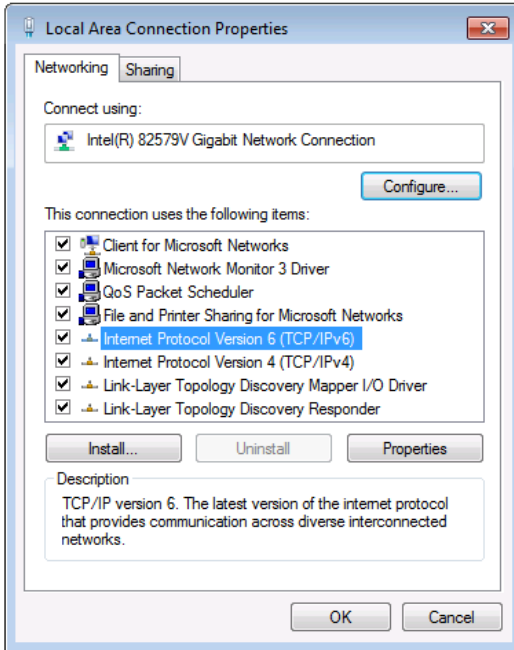 Local Area Connection Properties
Networking
Sharing
Connect using:
Intel(R) 82579V Gigabit Network Connection
Configure...
This connection uses the following items:
Client for Microsoft Networks
Microsoft Network Monitor 3 Driver
QoS Packet Scheduler
File and Printer Sharing for Microsoft Networks
Internet Protocol Version 6 (TCP/IPv6)
Internet Protocol Version 4 (TCP/IPv4)
Link-Layer Topology Discovery Mapper I/O Driver
Link-Layer Topology Discovery Responder
Install...
Uninstall
Properties
Description
TCP/IP version 6. The latest version of the internet protocol
that provides communication across diverse interconnected
networks.
OK
Cancel